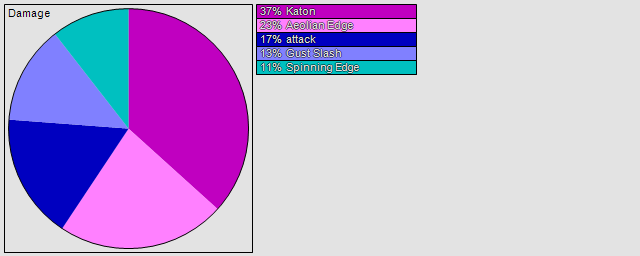 Damage
37% Katon
23% Aeolian Edge
17% attack
13% Gust Slash
11% Spinning Edge